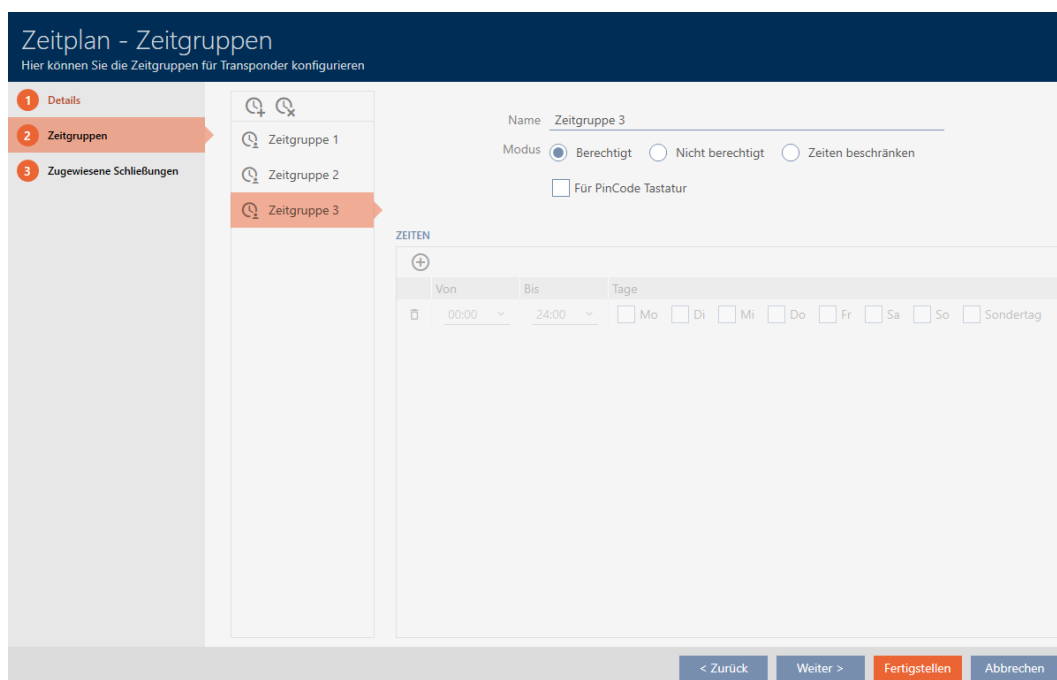 Zeitplan - Zeitgruppen
Hier können Sie die Zeitgruppen für Transponder konfigurieren
1 Details
2 Zeitgruppen
3 Zugewiesene Schließungen
Zeitgruppe 1
Zeitgruppe 2
Zeitgruppe 3
Name Zeitgruppe 3
Modus Berechtigt Nicht berechtigt Zeiten beschränken
Für PinCode Tastatur
ZEITEN
Von Bis Tage
00:00 24:00 Mo Di Mi Do Fr Sa So Sondertag
< Zurück Weiter > Fertigstellen Abbrechen